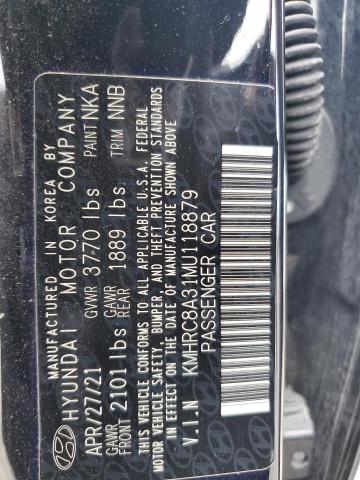 MANUFACTURED IN KOREA BY
HYUNDAI MOTOR COMPANY
APR/27/21 GVWR 3770 lbs PAINT NKA
GAWR FRONT 2101 lbs GAWR REAR 1889 lbs TRIM NNB
THIS VEHICLE CONFORMS TO ALL APPLICABLE U.S.A. FEDERAL
MOTOR VEHICLE SAFETY, BUMPER, AND THEFT PREVENTION STANDARDS
IN EFFECT ON THE DATE OF MANUFACTURE SHOWN ABOVE
V.I.N KMHRC8A31MU118879
PASSENGER CAR